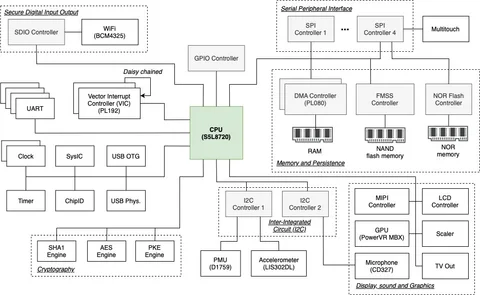 Secure Digital Input Output
SDIO Controller
WiFi
(BCM4325)
GPIO Controller
Serial Peripheral Interface
SPI
Controller 1
...
SPI
Controller 4
Multitouch
Daisy chained
UART
Vector Interrupt
Controller (VIC)
(PL192)
CPU
(S5L8720)
DMA Controller
(PL080)
FMSS
Controller
NOR Flash
Controller
RAM
NAND
flash memory
NOR
memory
Memory and Persistence
Clock
SysIC
USB OTG
Timer
ChipID
USB Phys.
I2C
Controller 1
I2C
Controller 2
Inter-Integrated
Circuit (I2C)
MIPI
Controller
LCD
Controller
GPU
(PowerVR MBX)
Scaler
Microphone
(CD327)
TV Out
Display, sound and Graphics
SHA1
Engine
AES
Engine
PKE
Engine
Cryptography
PMU
(D1759)
Accelerometer
(LIS302DL)